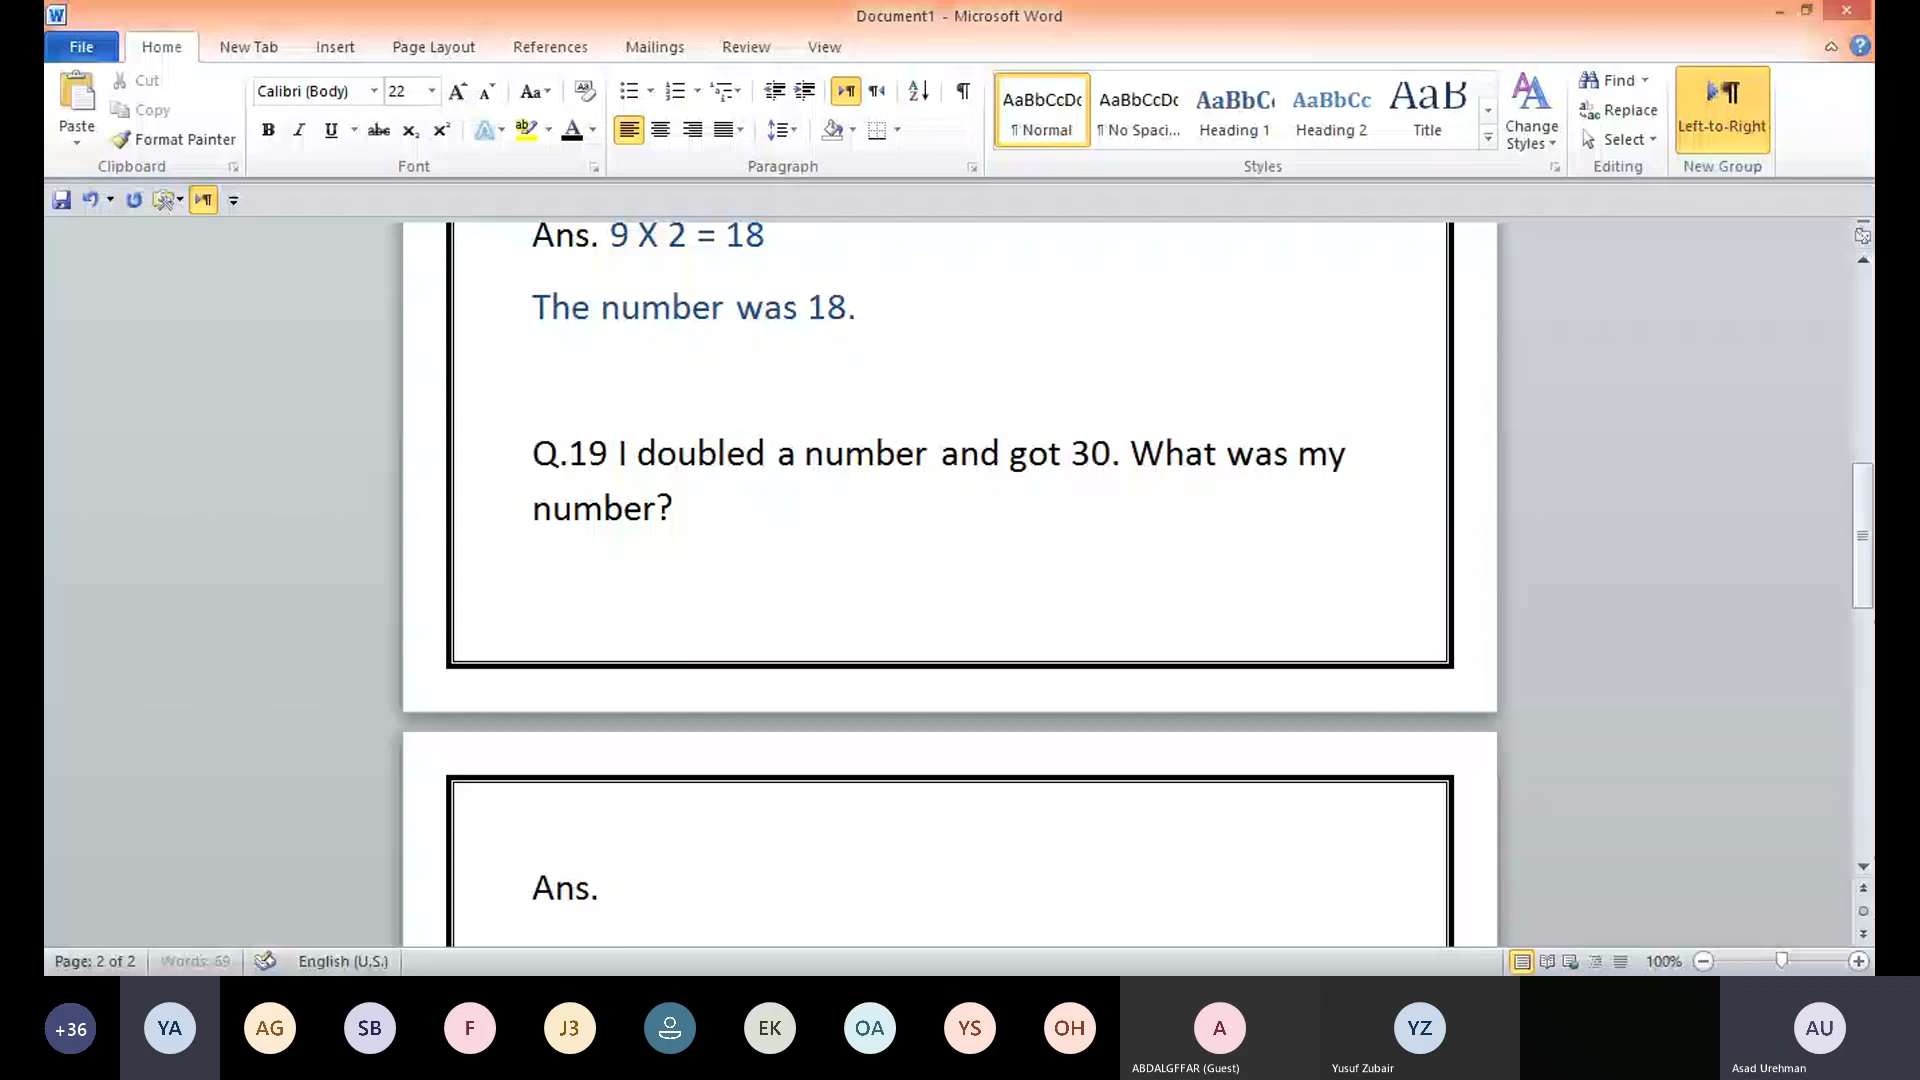 Document1 - Microsoft Word
File Home New Tab Insert Page Layout References Mailings Review View
Paste
Cut
Copy
Format Painter
Clipboard
Calibri (Body) 22
Font
Paragraph
AaBbCcDc AaBbCcDc AaBbC AaBbCc AaB
¶ Normal ¶ No Spaci... Heading 1 Heading 2 Title
Change Styles
Styles
Find
Replace
Select
Editing
Left-to-Right
New Group
Ans. 9 X 2 = 18
The number was 18.
Q.19 I doubled a number and got 30. What was my
number?
Ans.
Page: 2 of 2 Words: 69 English (U.S.) 100%
+36 YA AG SB F J3 EK OA YS OH A YZ AU
ABDALGFFAR (Guest) Yusuf Zubair Asad Urehman